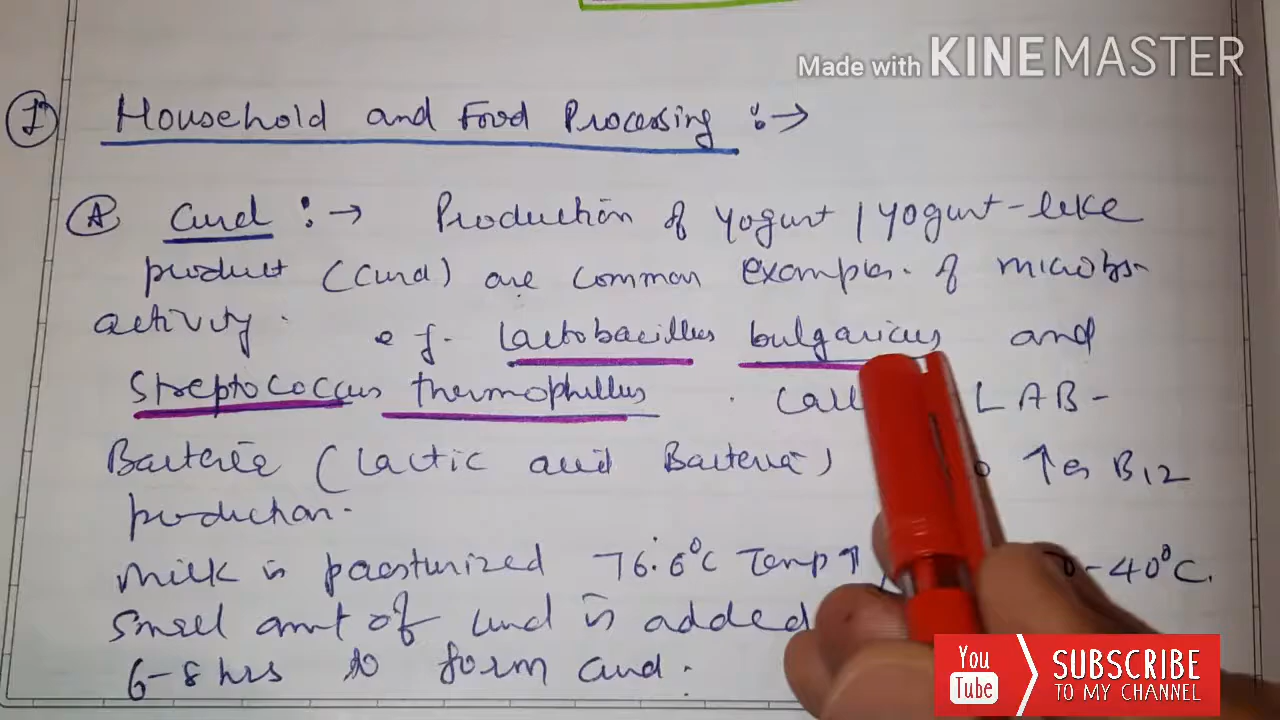 Made with KINEMASTER
I Household and Food Processing :→
A Curd :→ Production of yogurt / yogurt-like
product (curd) are common examples. of
activity. e g. Lactobacillus bulgaricus and
Streptococcus thermophillus. LAB-
Bacteria (Lactic acid Bacteria) ↑es B12
production.
Milk is pasturized 76.6°C Temp↑ -40°C.
Small amt of curd is added
6-8 hrs to form curd.
You Tube SUBSCRIBE
TO MY CHANNEL